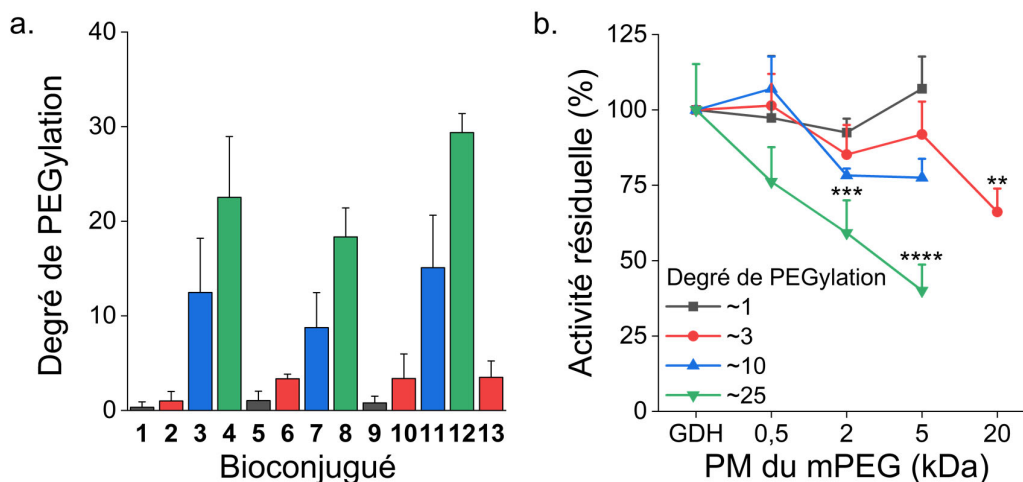 a.
Degré de PEGylation
40
30
20
10
0
1 2 3 4 5 6 7 8 9 10 11 12 13
Bioconjugué
b.
Activité résiduelle (%)
125
100
75
50
25
0
***
**
****
Degré de PEGylation
~1
~3
~10
~25
GDH 0,5 2 5 20
PM du mPEG (kDa)